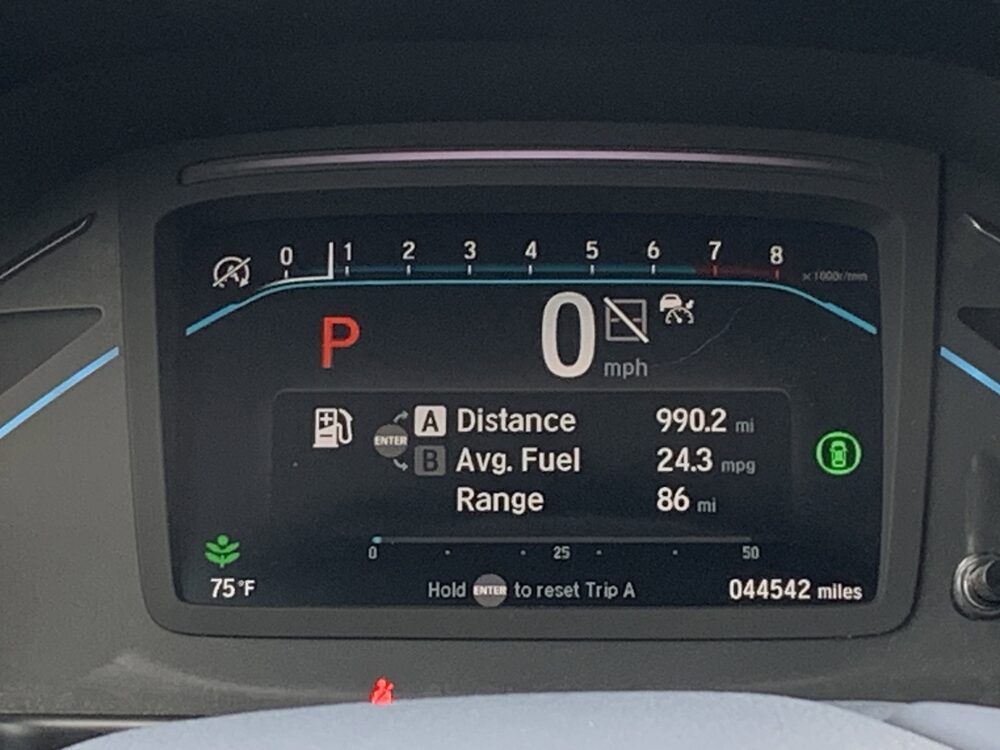 0 1 2 3 4 5 6 7 8
x1000r/min
P 0 mph
A Distance 990.2 mi
ENTER
B Avg. Fuel 24.3 mpg
Range 86 mi
0 25 50
75°F
Hold ENTER to reset Trip A
044542 miles